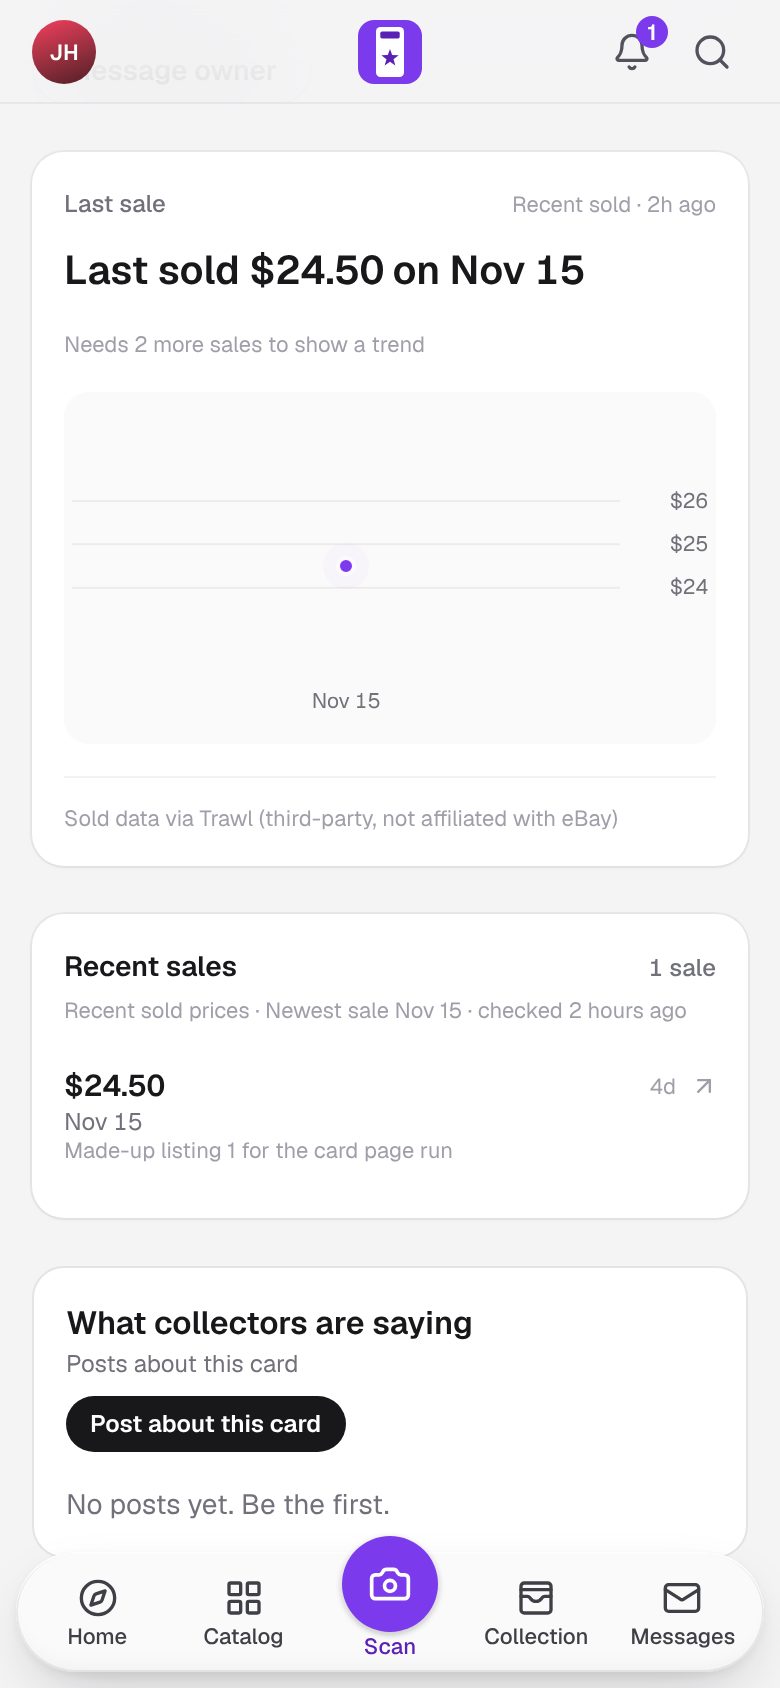 JH
essage owner
1
Last sale
Recent sold · 2h ago
Last sold $24.50 on Nov 15
Needs 2 more sales to show a trend
$26
$25
$24
Nov 15
Sold data via Trawl (third-party, not affiliated with eBay)
Recent sales
1 sale
Recent sold prices · Newest sale Nov 15 · checked 2 hours ago
$24.50
4d
Nov 15
Made-up listing 1 for the card page run
What collectors are saying
Posts about this card
Post about this card
No posts yet. Be the first.
Home
Catalog
Scan
Collection
Messages